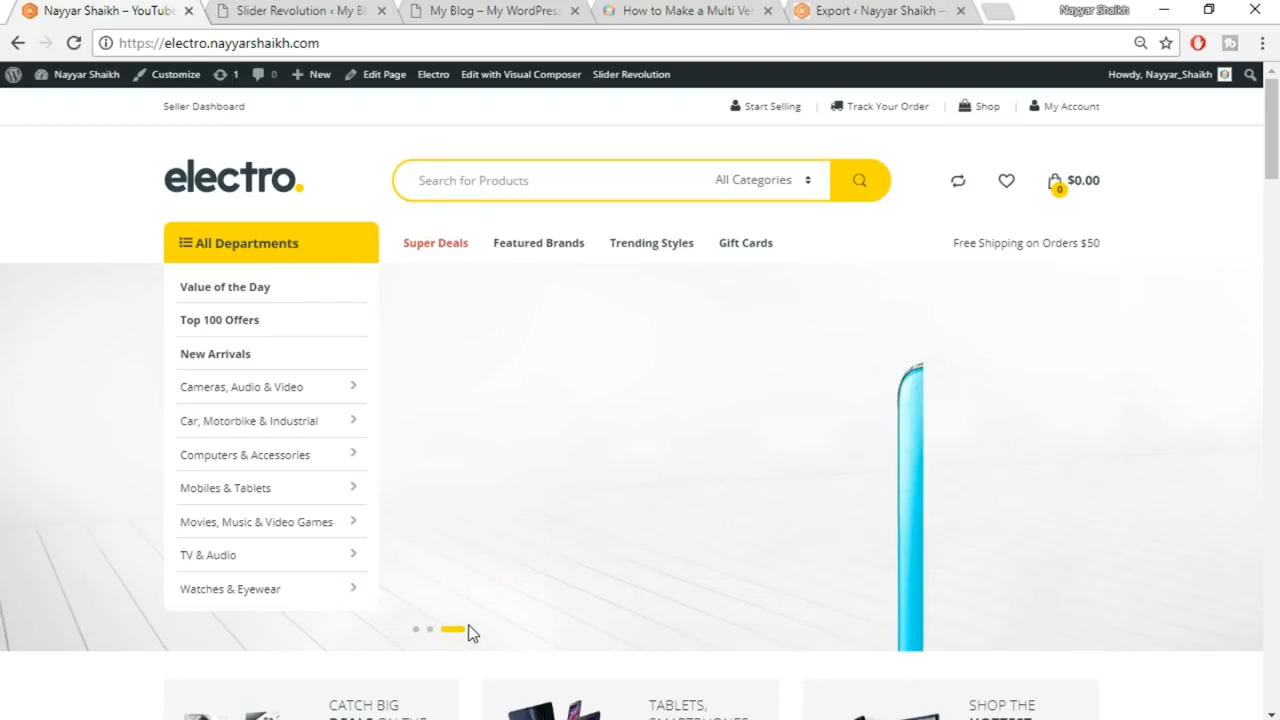 Nayyar Shaikh – YouTube
Slider Revolution ‹ My Bl
My Blog – My WordPress
How to Make a Multi Ve
Export ‹ Nayyar Shaikh —
Nayyar Shaikh
https://electro.nayyarshaikh.com
Nayyar Shaikh
Customize
1
0
New
Edit Page
Electro
Edit with Visual Composer
Slider Revolution
Howdy, Nayyar_Shaikh
Seller Dashboard
Start Selling
Track Your Order
Shop
My Account
electro.
Search for Products
All Categories
0
$0.00
All Departments
Super Deals
Featured Brands
Trending Styles
Gift Cards
Free Shipping on Orders $50
Value of the Day
Top 100 Offers
New Arrivals
Cameras, Audio & Video
Car, Motorbike & Industrial
Computers & Accessories
Mobiles & Tablets
Movies, Music & Video Games
TV & Audio
Watches & Eyewear
CATCH BIG
DEALS ON THE
TABLETS,
SMARTPHONES
SHOP THE
HOTTEST